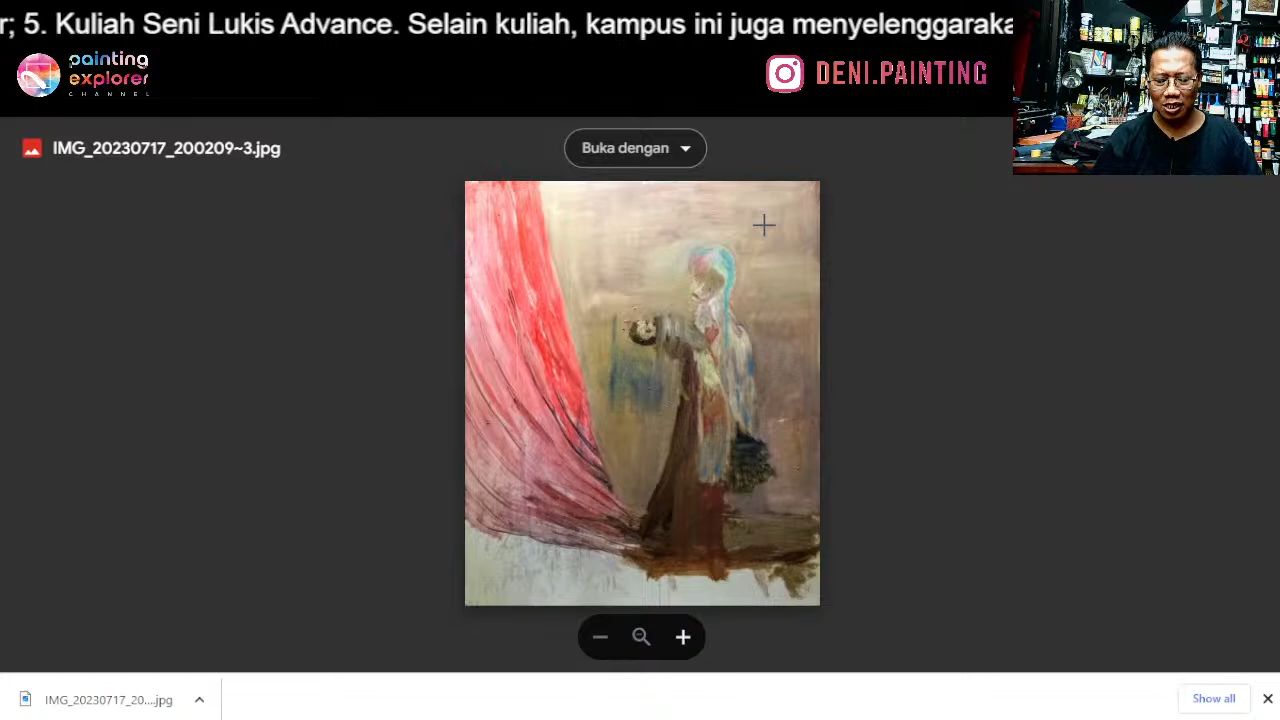 r; 5. Kuliah Seni Lukis Advance. Selain kuliah, kampus ini juga menyelenggaraka
painting
explorer
CHANNEL
DENI.PAINTING
IMG_20230717_200209~3.jpg
Buka dengan
IMG_20230717_20....jpg
Show all